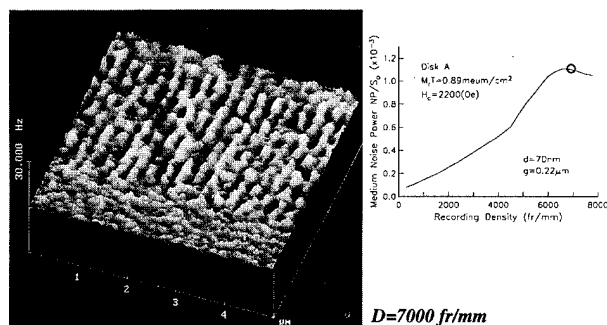 30,000 Hz
1
2
3
4
μM
Medium Noise Power NP/Sp (x10⁻³)
1.2
1.0
0.8
0.6
0.4
0.2
0.0
Disk A
MrT=0.89memu/cm²
Hc=2200(Oe)
d=70nm
g=0.22μm
0
2000
4000
6000
8000
Recording Density (fr/mm)
D=7000 fr/mm